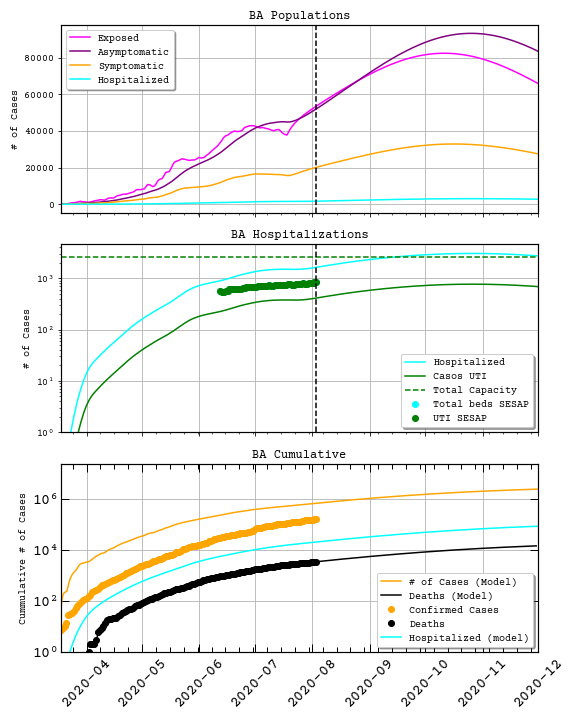 BA Populations
# of Cases
80000
60000
40000
20000
0
Exposed
Asymptomatic
Symptomatic
Hospitalized
BA Hospitalizations
# of Cases
10³
10²
10¹
10⁰
Hospitalized
Casos UTI
Total Capacity
Total beds SESAP
UTI SESAP
BA Cumulative
Cummulative # of Cases
10⁶
10⁴
10²
10⁰
# of Cases (Model)
Deaths (Model)
Confirmed Cases
Deaths
Hospitalized (model)
2020-04
2020-05
2020-06
2020-07
2020-08
2020-09
2020-10
2020-11
2020-12